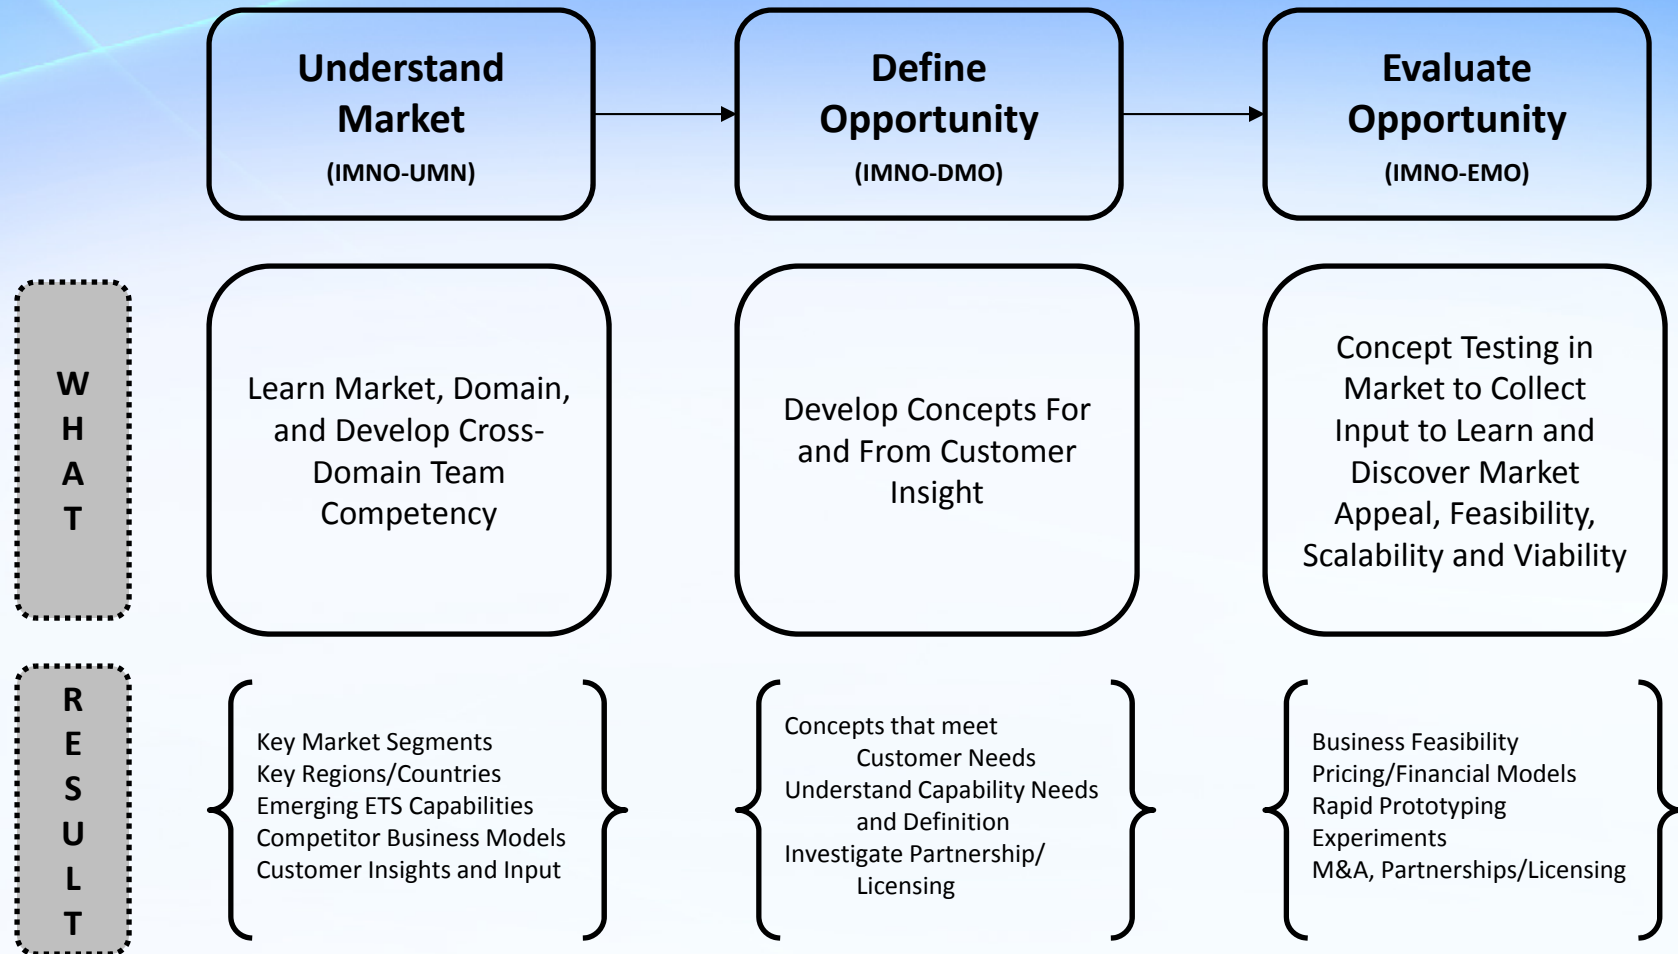 Understand
Market
(IMNO-UMN)
Define
Opportunity
(IMNO-DMO)
Evaluate
Opportunity
(IMNO-EMO)
W
H
A
T
Learn Market, Domain,
and Develop Cross-
Domain Team
Competency
Develop Concepts For
and From Customer
Insight
Concept Testing in
Market to Collect
Input to Learn and
Discover Market
Appeal, Feasibility,
Scalability and Viability
R
E
S
U
L
T
Key Market Segments
Key Regions/Countries
Emerging ETS Capabilities
Competitor Business Models
Customer Insights and Input
Concepts that meet
Customer Needs
Understand Capability Needs
and Definition
Investigate Partnership/
Licensing
Business Feasibility
Pricing/Financial Models
Rapid Prototyping
Experiments
M&A, Partnerships/Licensing